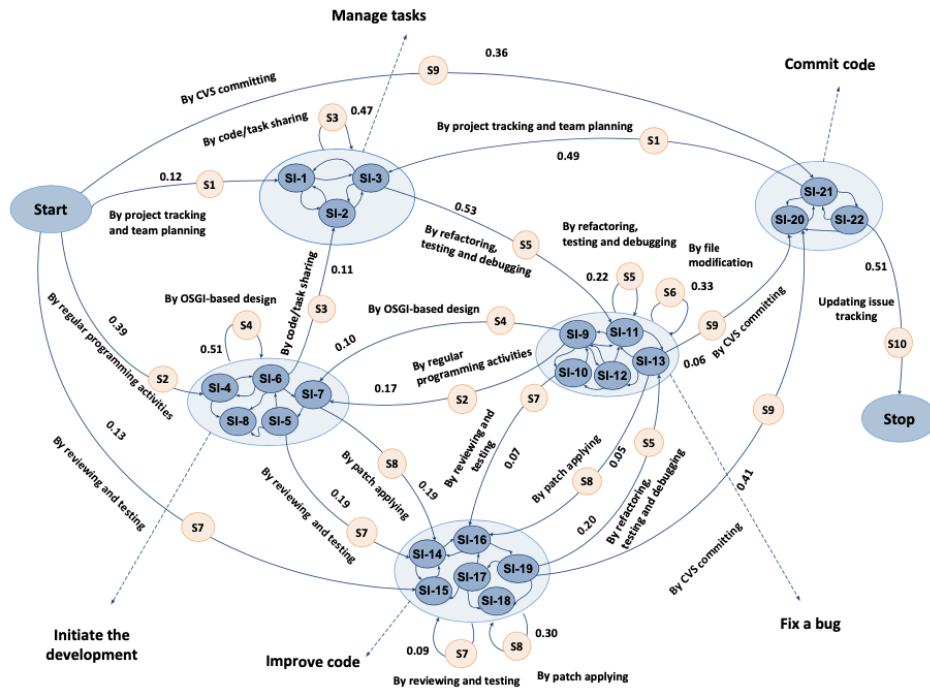 Manage tasks
0.36
S9
Commit code
By CVS committing
S3
0.47
By code/task sharing
By project tracking and team planning
S1
0.49
0.12
S1
SI-1
SI-3
SI-2
SI-21
SI-20
SI-22
Start
By project tracking
and team planning
0.53
S5
By refactoring,
testing and debugging
By refactoring,
testing and debugging
0.22
S5
By file
modification
S6
0.33
0.51
Updating issue
tracking
S10
Stop
0.11
S3
By code/task sharing
By OSGI-based design
S4
0.51
By OSGI-based design
S4
0.10
SI-9
SI-11
SI-10
SI-12
SI-13
S9
0.06
By CVS committing
0.39
By regular programming activities
S2
SI-4
SI-6
SI-7
SI-8
SI-5
By regular
programming activities
0.17
S2
S7
By reviewing and
testing
0.07
By patch applying
0.05
S8
S5
0.20
By refactoring,
testing and debugging
S9
0.41
By CVS committing
0.13
By reviewing and testing
S7
S8
By patch applying
0.19
0.19
By reviewing and testing
S7
SI-14
SI-16
SI-15
SI-17
SI-19
SI-18
Initiate the
development
Improve code
Fix a bug
0.09
S7
S8
0.30
By reviewing and testing
By patch applying